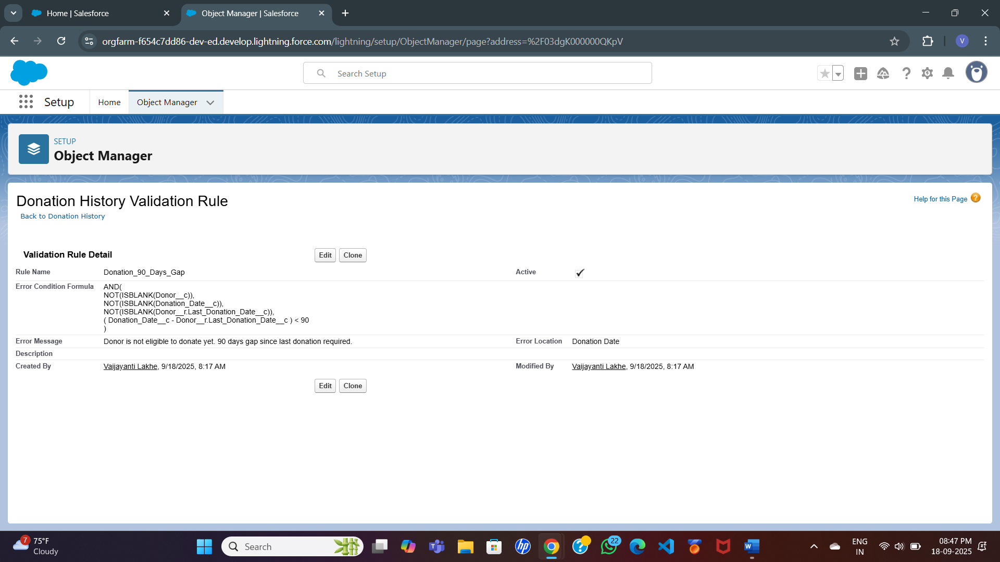 Home | Salesforce
Object Manager | Salesforce
orgfarm-f654c7dd86-dev-ed.develop.lightning.force.com/lightning/setup/ObjectManager/page?address=%2F03dgK000000QKpV
V
Search Setup
Setup
Home
Object Manager
SETUP
Object Manager
Donation History Validation Rule
Help for this Page
Back to Donation History
Validation Rule Detail
Edit
Clone
Rule Name
Donation_90_Days_Gap
Active
Error Condition Formula
AND(
NOT(ISBLANK(Donor__c)),
NOT(ISBLANK(Donation_Date__c)),
NOT(ISBLANK(Donor__r.Last_Donation_Date__c)),
( Donation_Date__c - Donor__r.Last_Donation_Date__c ) < 90
)
Error Message
Donor is not eligible to donate yet. 90 days gap since last donation required.
Error Location
Donation Date
Description
Created By
Vaijayanti Lakhe, 9/18/2025, 8:17 AM
Modified By
Vaijayanti Lakhe, 9/18/2025, 8:17 AM
Edit
Clone
7
75°F
Cloudy
Search
22
ENG
IN
08:47 PM
18-09-2025